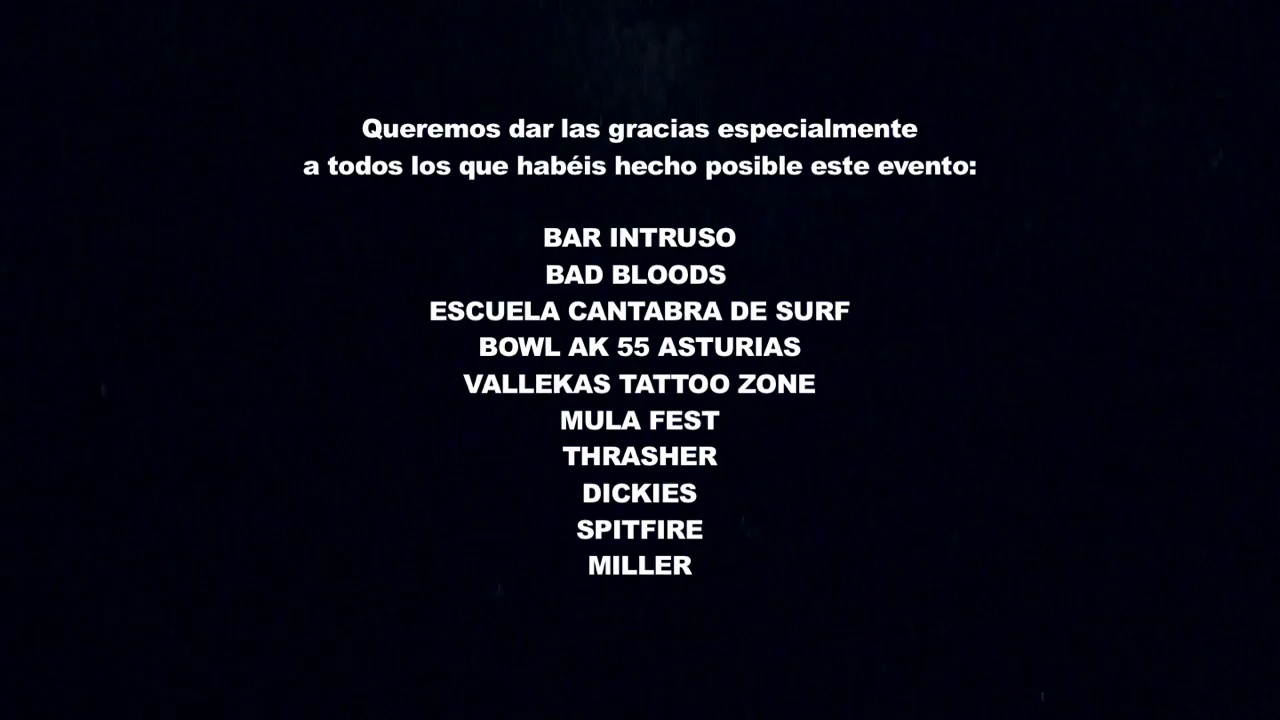 Queremos dar las gracias especialmente
a todos los que habéis hecho posible este evento:
BAR INTRUSO
BAD BLOODS
ESCUELA CANTABRA DE SURF
BOWL AK 55 ASTURIAS
VALLEKAS TATTOO ZONE
MULA FEST
THRASHER
DICKIES
SPITFIRE
MILLER